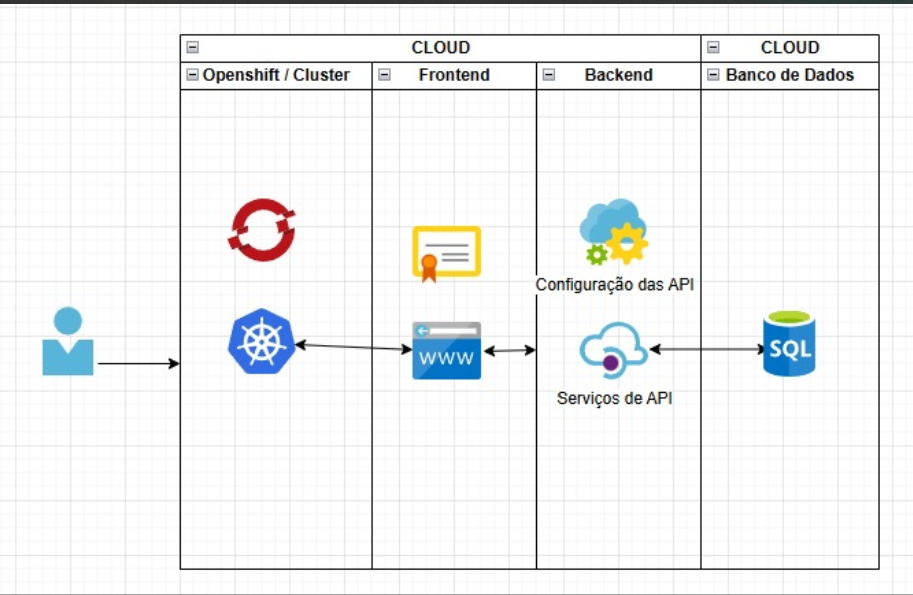 CLOUD
CLOUD
Openshift / Cluster
Frontend
Backend
Banco de Dados
Configuração das API
WWW
SQL
Serviços de API